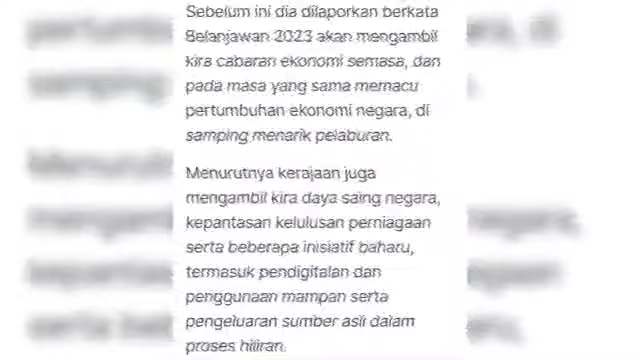 Sebelum ini dia dilaporkan berkata
Belanjawan 2023 akan mengambil
kira cabaran ekonomi semasa, dan
pada masa yang sama memacu
pertumbuhan ekonomi negara, di
samping menarik pelaburan.
Menurutnya kerajaan juga
mengambil kira daya saing negara,
kepantasan kelulusan perniagaan
serta beberapa inisiatif baharu,
termasuk pendigitalan dan
penggunaan mampan serta
pengeluaran sumber asli dalam
proses hiliran.